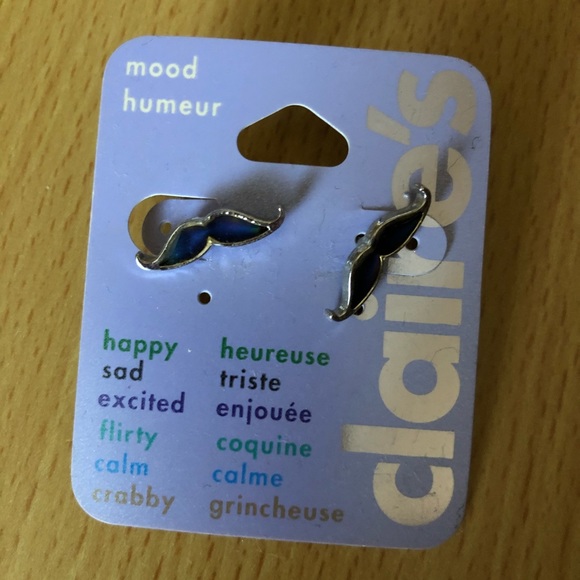 mood
humeur
claire's
happy heureuse
sad triste
excited enjouée
flirty coquine
calm calme
crabby grincheuse